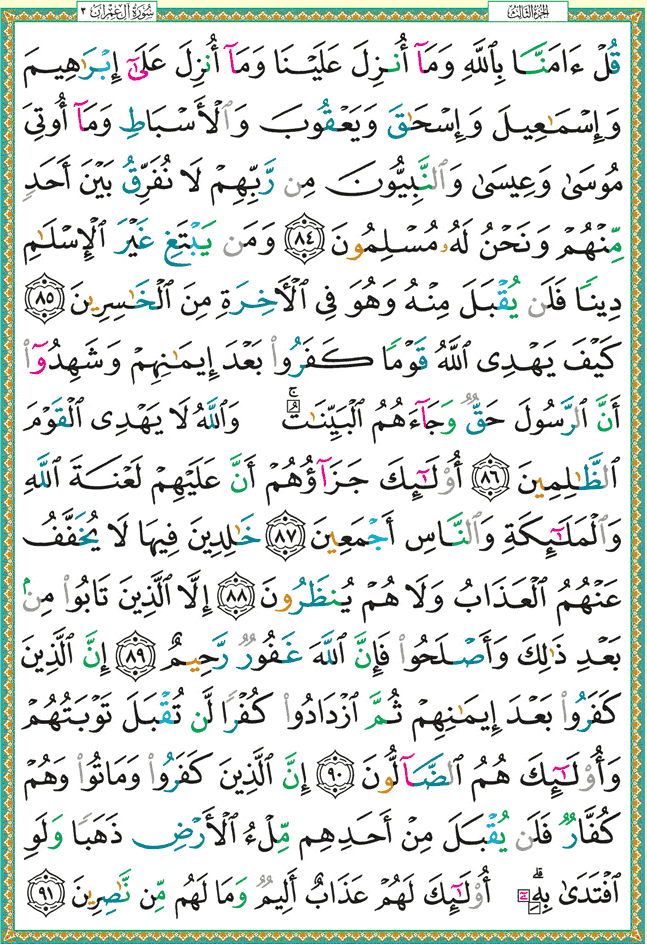 الجزء الثالث سورة آل عمران ٣
قُلْ ءَامَنَّا بِٱللَّهِ وَمَآ أُنزِلَ عَلَيْنَا وَمَآ أُنزِلَ عَلَىٰٓ إِبْرَٰهِيمَ
وَإِسْمَـٰعِيلَ وَإِسْحَـٰقَ وَيَعْقُوبَ وَٱلْأَسْبَاطِ وَمَآ أُوتِىَ
مُوسَىٰ وَعِيسَىٰ وَٱلنَّبِيُّونَ مِن رَّبِّهِمْ لَا نُفَرِّقُ بَيْنَ أَحَدٍ
مِّنْهُمْ وَنَحْنُ لَهُۥ مُسْلِمُونَ ٨٤ وَمَن يَبْتَغِ غَيْرَ ٱلْإِسْلَـٰمِ
دِينًا فَلَن يُقْبَلَ مِنْهُ وَهُوَ فِى ٱلْأَخِرَةِ مِنَ ٱلْخَـٰسِرِينَ ٨٥
كَيْفَ يَهْدِى ٱللَّهُ قَوْمًا كَفَرُوا۟ بَعْدَ إِيمَـٰنِهِمْ وَشَهِدُوٓا۟
أَنَّ ٱلرَّسُولَ حَقٌّ وَجَآءَهُمُ ٱلْبَيِّنَـٰتُ ۚ وَٱللَّهُ لَا يَهْدِى ٱلْقَوْمَ
ٱلظَّـٰلِمِينَ ٨٦ أُو۟لَـٰٓئِكَ جَزَآؤُهُمْ أَنَّ عَلَيْهِمْ لَعْنَةَ ٱللَّهِ
وَٱلْمَلَـٰٓئِكَةِ وَٱلنَّاسِ أَجْمَعِينَ ٨٧ خَـٰلِدِينَ فِيهَا لَا يُخَفَّفُ
عَنْهُمُ ٱلْعَذَابُ وَلَا هُمْ يُنظَرُونَ ٨٨ إِلَّا ٱلَّذِينَ تَابُوا۟ مِنۢ
بَعْدِ ذَٰلِكَ وَأَصْلَحُوا۟ فَإِنَّ ٱللَّهَ غَفُورٌ رَّحِيمٌ ٨٩ إِنَّ ٱلَّذِينَ
كَفَرُوا۟ بَعْدَ إِيمَـٰنِهِمْ ثُمَّ ٱزْدَادُوا۟ كُفْرًا لَّن تُقْبَلَ تَوْبَتُهُمْ
وَأُو۟لَـٰٓئِكَ هُمُ ٱلضَّآلُّونَ ٩٠ إِنَّ ٱلَّذِينَ كَفَرُوا۟ وَمَاتُوا۟ وَهُمْ
كُفَّارٌ فَلَن يُقْبَلَ مِنْ أَحَدِهِم مِّلْءُ ٱلْأَرْضِ ذَهَبًا وَلَوِ
ٱفْتَدَىٰ بِهِۦٓ ۗ أُو۟لَـٰٓئِكَ لَهُمْ عَذَابٌ أَلِيمٌ وَمَا لَهُم مِّن نَّـٰصِرِينَ ٩١